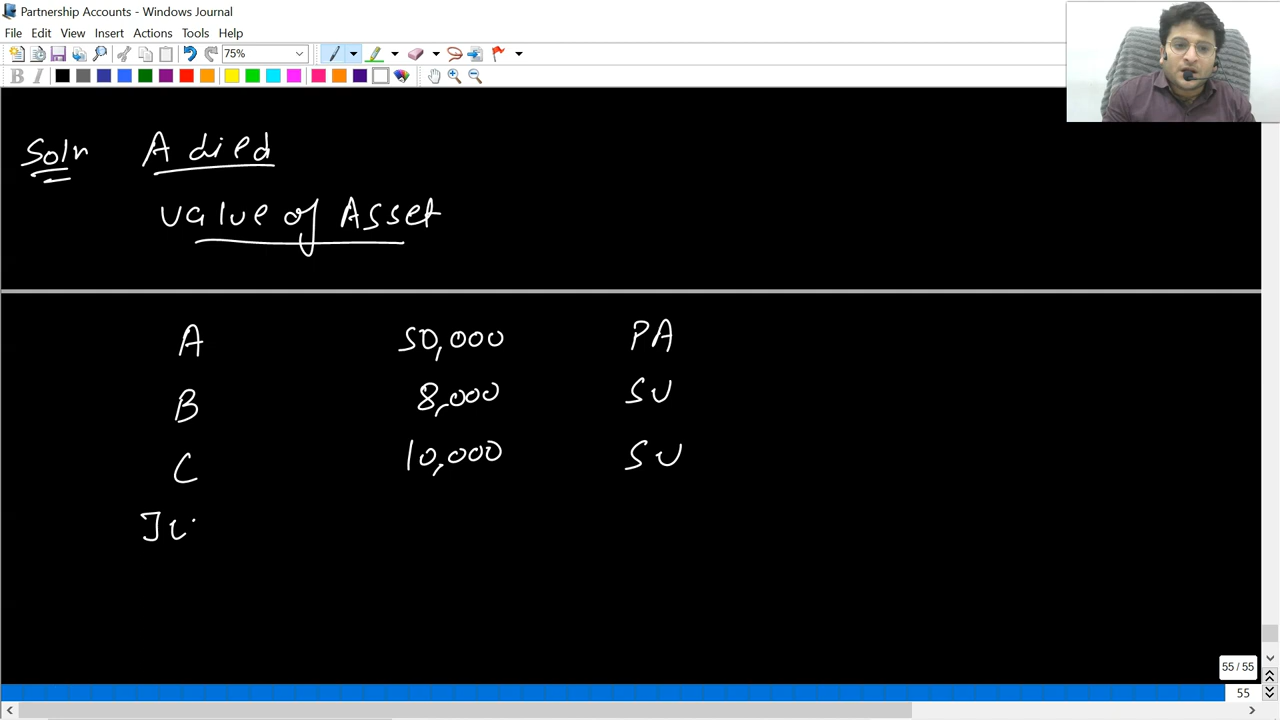 Partnership Accounts - Windows Journal
File Edit View Insert Actions Tools Help
75%
Soln A died
value of Asset
A 50,000 PA
B 8,000 SV
C 10,000 SV
55 / 55
55